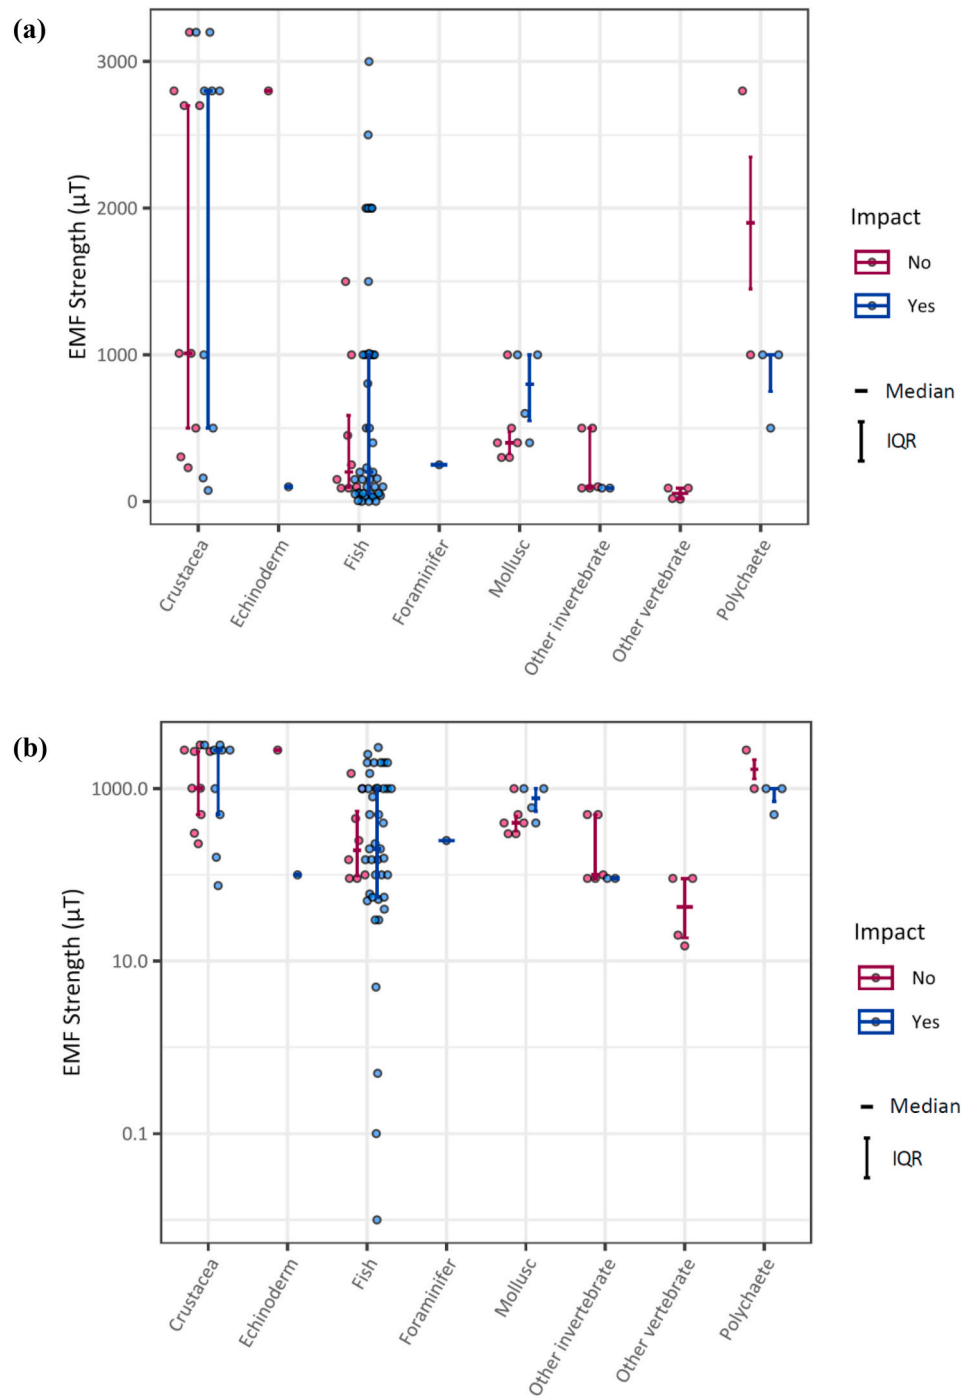 (a)
3000
2000
1000
0
EMF Strength (µT)
Crustacea
Echinoderm
Fish
Foraminifer
Mollusc
Other invertebrate
Other vertebrate
Polychaete
Impact
No
Yes
Median
IQR
(b)
1000.0
10.0
0.1
EMF Strength (µT)
Crustacea
Echinoderm
Fish
Foraminifer
Mollusc
Other invertebrate
Other vertebrate
Polychaete
Impact
No
Yes
Median
IQR